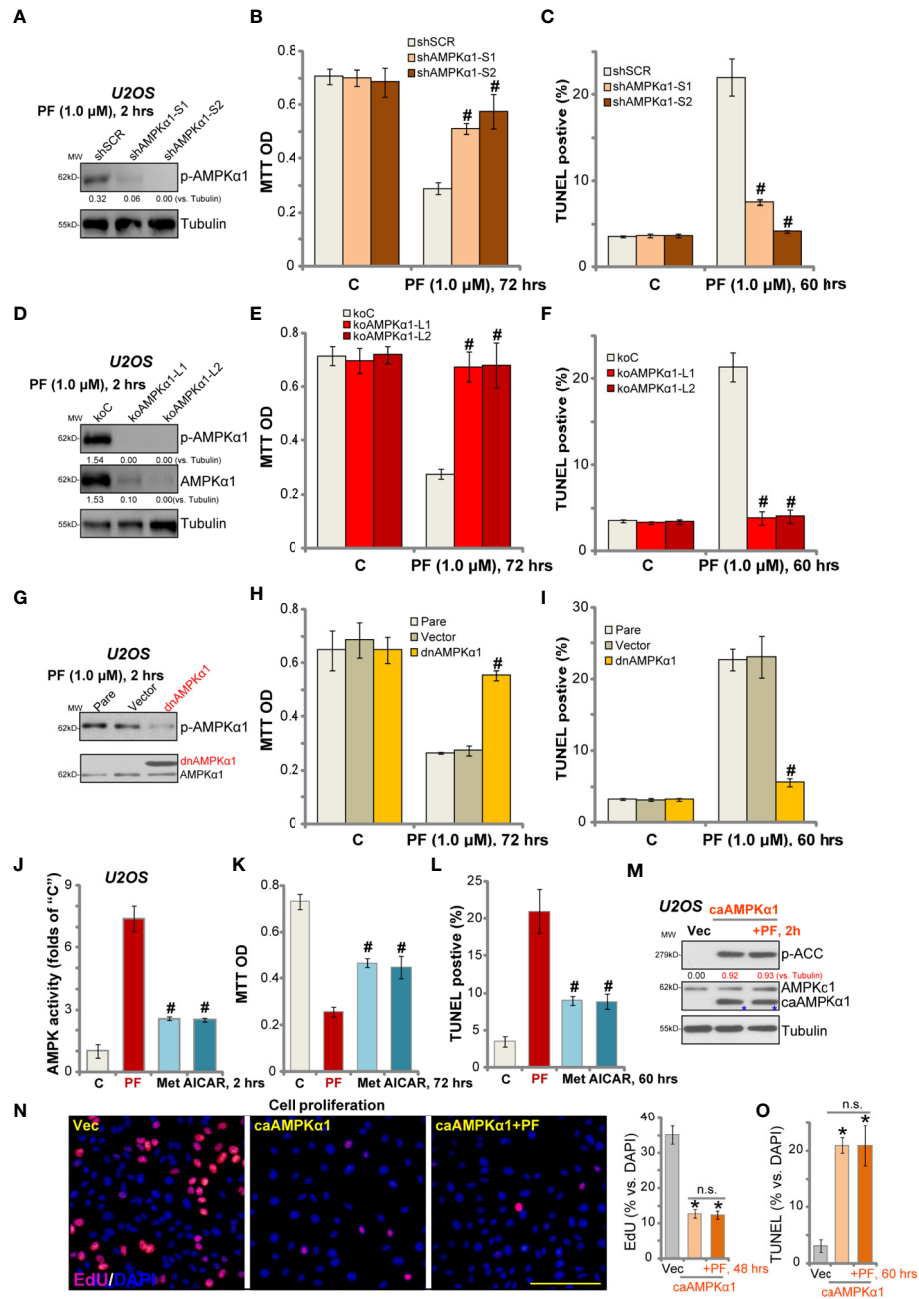 A
U2OS
PF (1.0 µM), 2 hrs
MW
shSCR
shAMPKα1-S1
shAMPKα1-S2
62kD-
p-AMPKα1
0.32 0.06 0.00 (vs. Tubulin)
55kD-
Tubulin
B
shSCR
shAMPKα1-S1
shAMPKα1-S2
MTT OD
0.8
0.6
0.4
0.2
0
# #
C PF (1.0 µM), 72 hrs
C
shSCR
shAMPKα1-S1
shAMPKα1-S2
TUNEL postive (%)
25
20
15
10
5
0
# #
C PF (1.0 µM), 60 hrs
D
U2OS
PF (1.0 µM), 2 hrs
MW
koC
koAMPKα1-L1
koAMPKα1-L2
62kD-
p-AMPKα1
1.54 0.00 0.00 (vs. Tubulin)
62kD-
AMPKα1
1.53 0.10 0.00 (vs. Tubulin)
55kD-
Tubulin
E
koC
koAMPKα1-L1
koAMPKα1-L2
MTT OD
0.8
0.6
0.4
0.2
0
# #
C PF (1.0 µM), 72 hrs
F
koC
koAMPKα1-L1
koAMPKα1-L2
TUNEL postive (%)
25
20
15
10
5
0
# #
C PF (1.0 µM), 60 hrs
G
U2OS
PF (1.0 µM), 2 hrs
MW
Pare
Vector
dnAMPKα1
62kD-
p-AMPKα1
dnAMPKα1
62kD-
AMPKα1
H
Pare
Vector
dnAMPKα1
MTT OD
0.8
0.6
0.4
0.2
0
#
C PF (1.0 µM), 72 hrs
I
Pare
Vector
dnAMPKα1
TUNEL postive (%)
30
20
10
0
#
C PF (1.0 µM), 60 hrs
J
U2OS
AMPK activity (folds of "C")
9
6
3
0
# #
C PF Met AICAR, 2 hrs
K
MTT OD
0.8
0.6
0.4
0.2
0
# #
C PF Met AICAR, 72 hrs
L
TUNEL postive (%)
25
20
15
10
5
0
# #
C PF Met AICAR, 60 hrs
M
U2OS
caAMPKα1
Vec +PF, 2h
MW
279kD-
p-ACC
0.00 0.92 0.93 (vs. Tubulin)
62kD-
AMPKα1
caAMPKα1
* *
55kD-
Tubulin
N
Cell proliferation
Vec
caAMPKα1
caAMPKα1+PF
EdU/DAPI
EdU (% vs. DAPI)
40
30
20
10
0
n.s.
* *
Vec +PF, 48 hrs
caAMPKα1
O
TUNEL (% vs. DAPI)
20
10
0
n.s.
* *
Vec +PF, 60 hrs
caAMPKα1